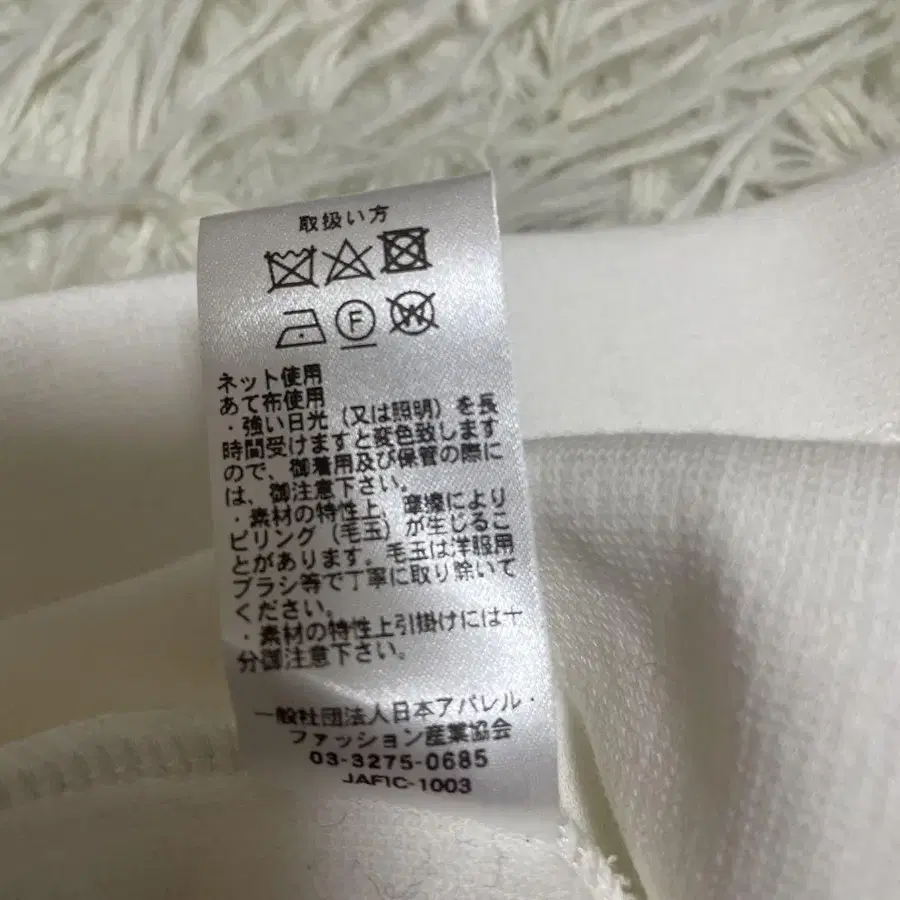 取扱い方
F W
ネット使用
あて布使用
・強い日光（又は照明）を長
時間受けますと変色致します
ので、御着用及び保管の際に
は、御注意下さい。
・素材の特性上、摩擦により
ピリング（毛玉）が生じるこ
とがあります。毛玉は洋服用
ブラシ等で丁寧に取り除いて
ください。
・素材の特性上引掛けには十
分御注意下さい。
一般社団法人日本アパレル・
ファッション産業協会
03-3275-0685
JAFIC-1003